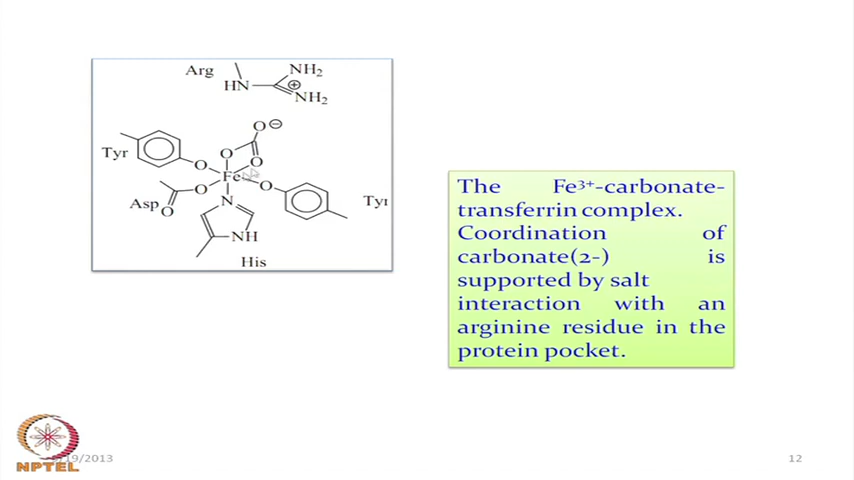 Arg
NH₂
HN
⊕
NH₂
O⊖
O
O
Tyr
O
Fe
O
Tyr
Asp
O
O
N
NH
His
The Fe³⁺-carbonate-
transferrin complex.
Coordination of
carbonate(2-) is
supported by salt
interaction with an
arginine residue in the
protein pocket.
NPTEL
/19/2013
12